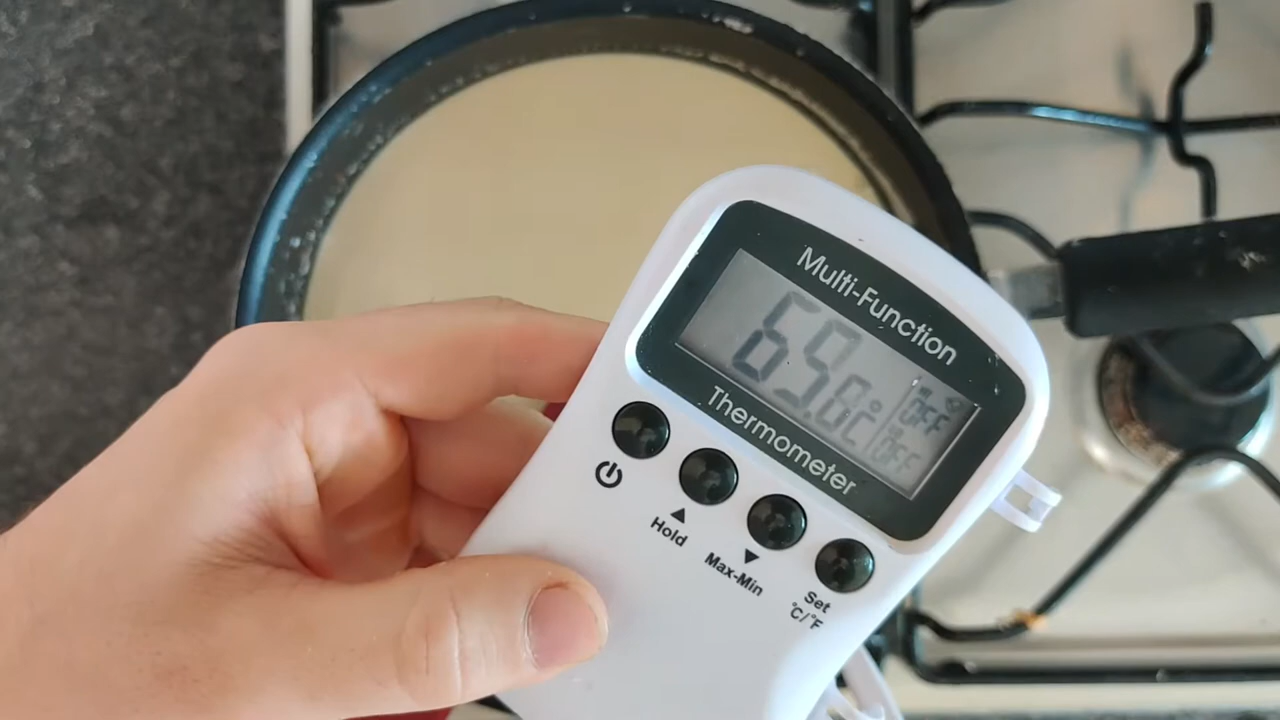 Multi-Function
69.8°C
OFF
OFF
Thermometer
Hold
Max-Min
Set
°C/°F